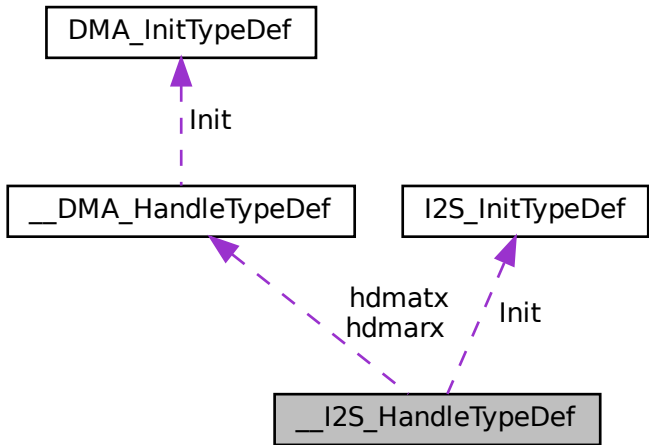 DMA_InitTypeDef
Init
__DMA_HandleTypeDef
I2S_InitTypeDef
hdmatx
hdmarx
Init
__I2S_HandleTypeDef